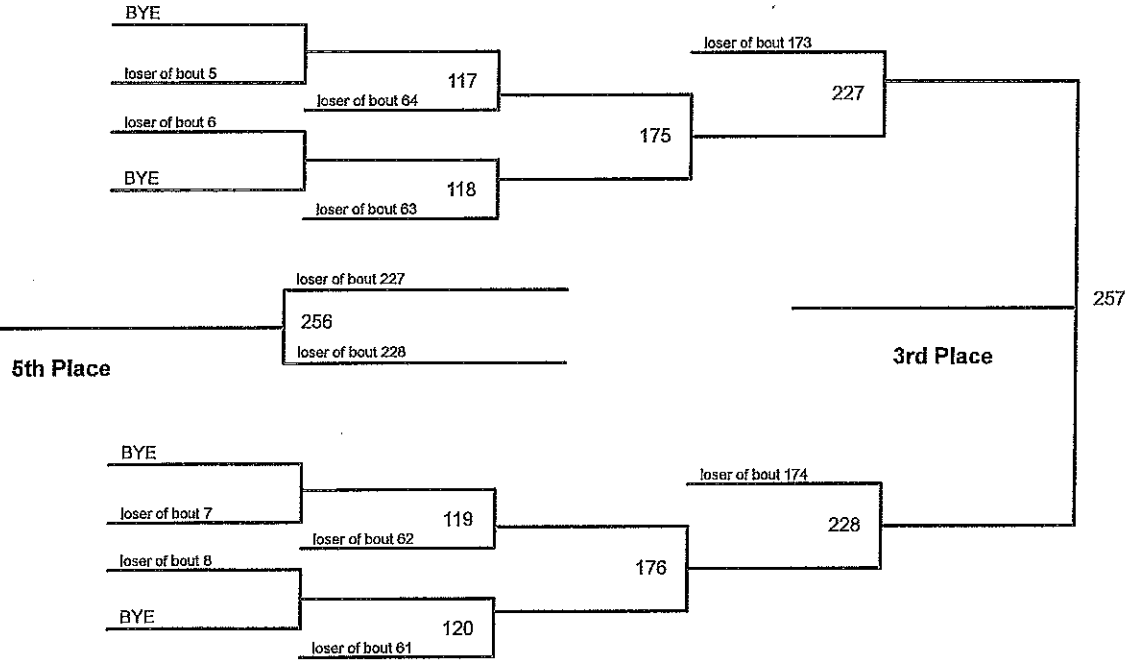 BYE
loser of bout 173
loser of bout 5
117
loser of bout 64
227
loser of bout 6
175
BYE
118
loser of bout 63
loser of bout 227
257
256
loser of bout 228
3rd Place
5th Place
BYE
loser of bout 174
loser of bout 7
119
228
loser of bout 62
loser of bout 8
176
BYE
120
loser of bout 61